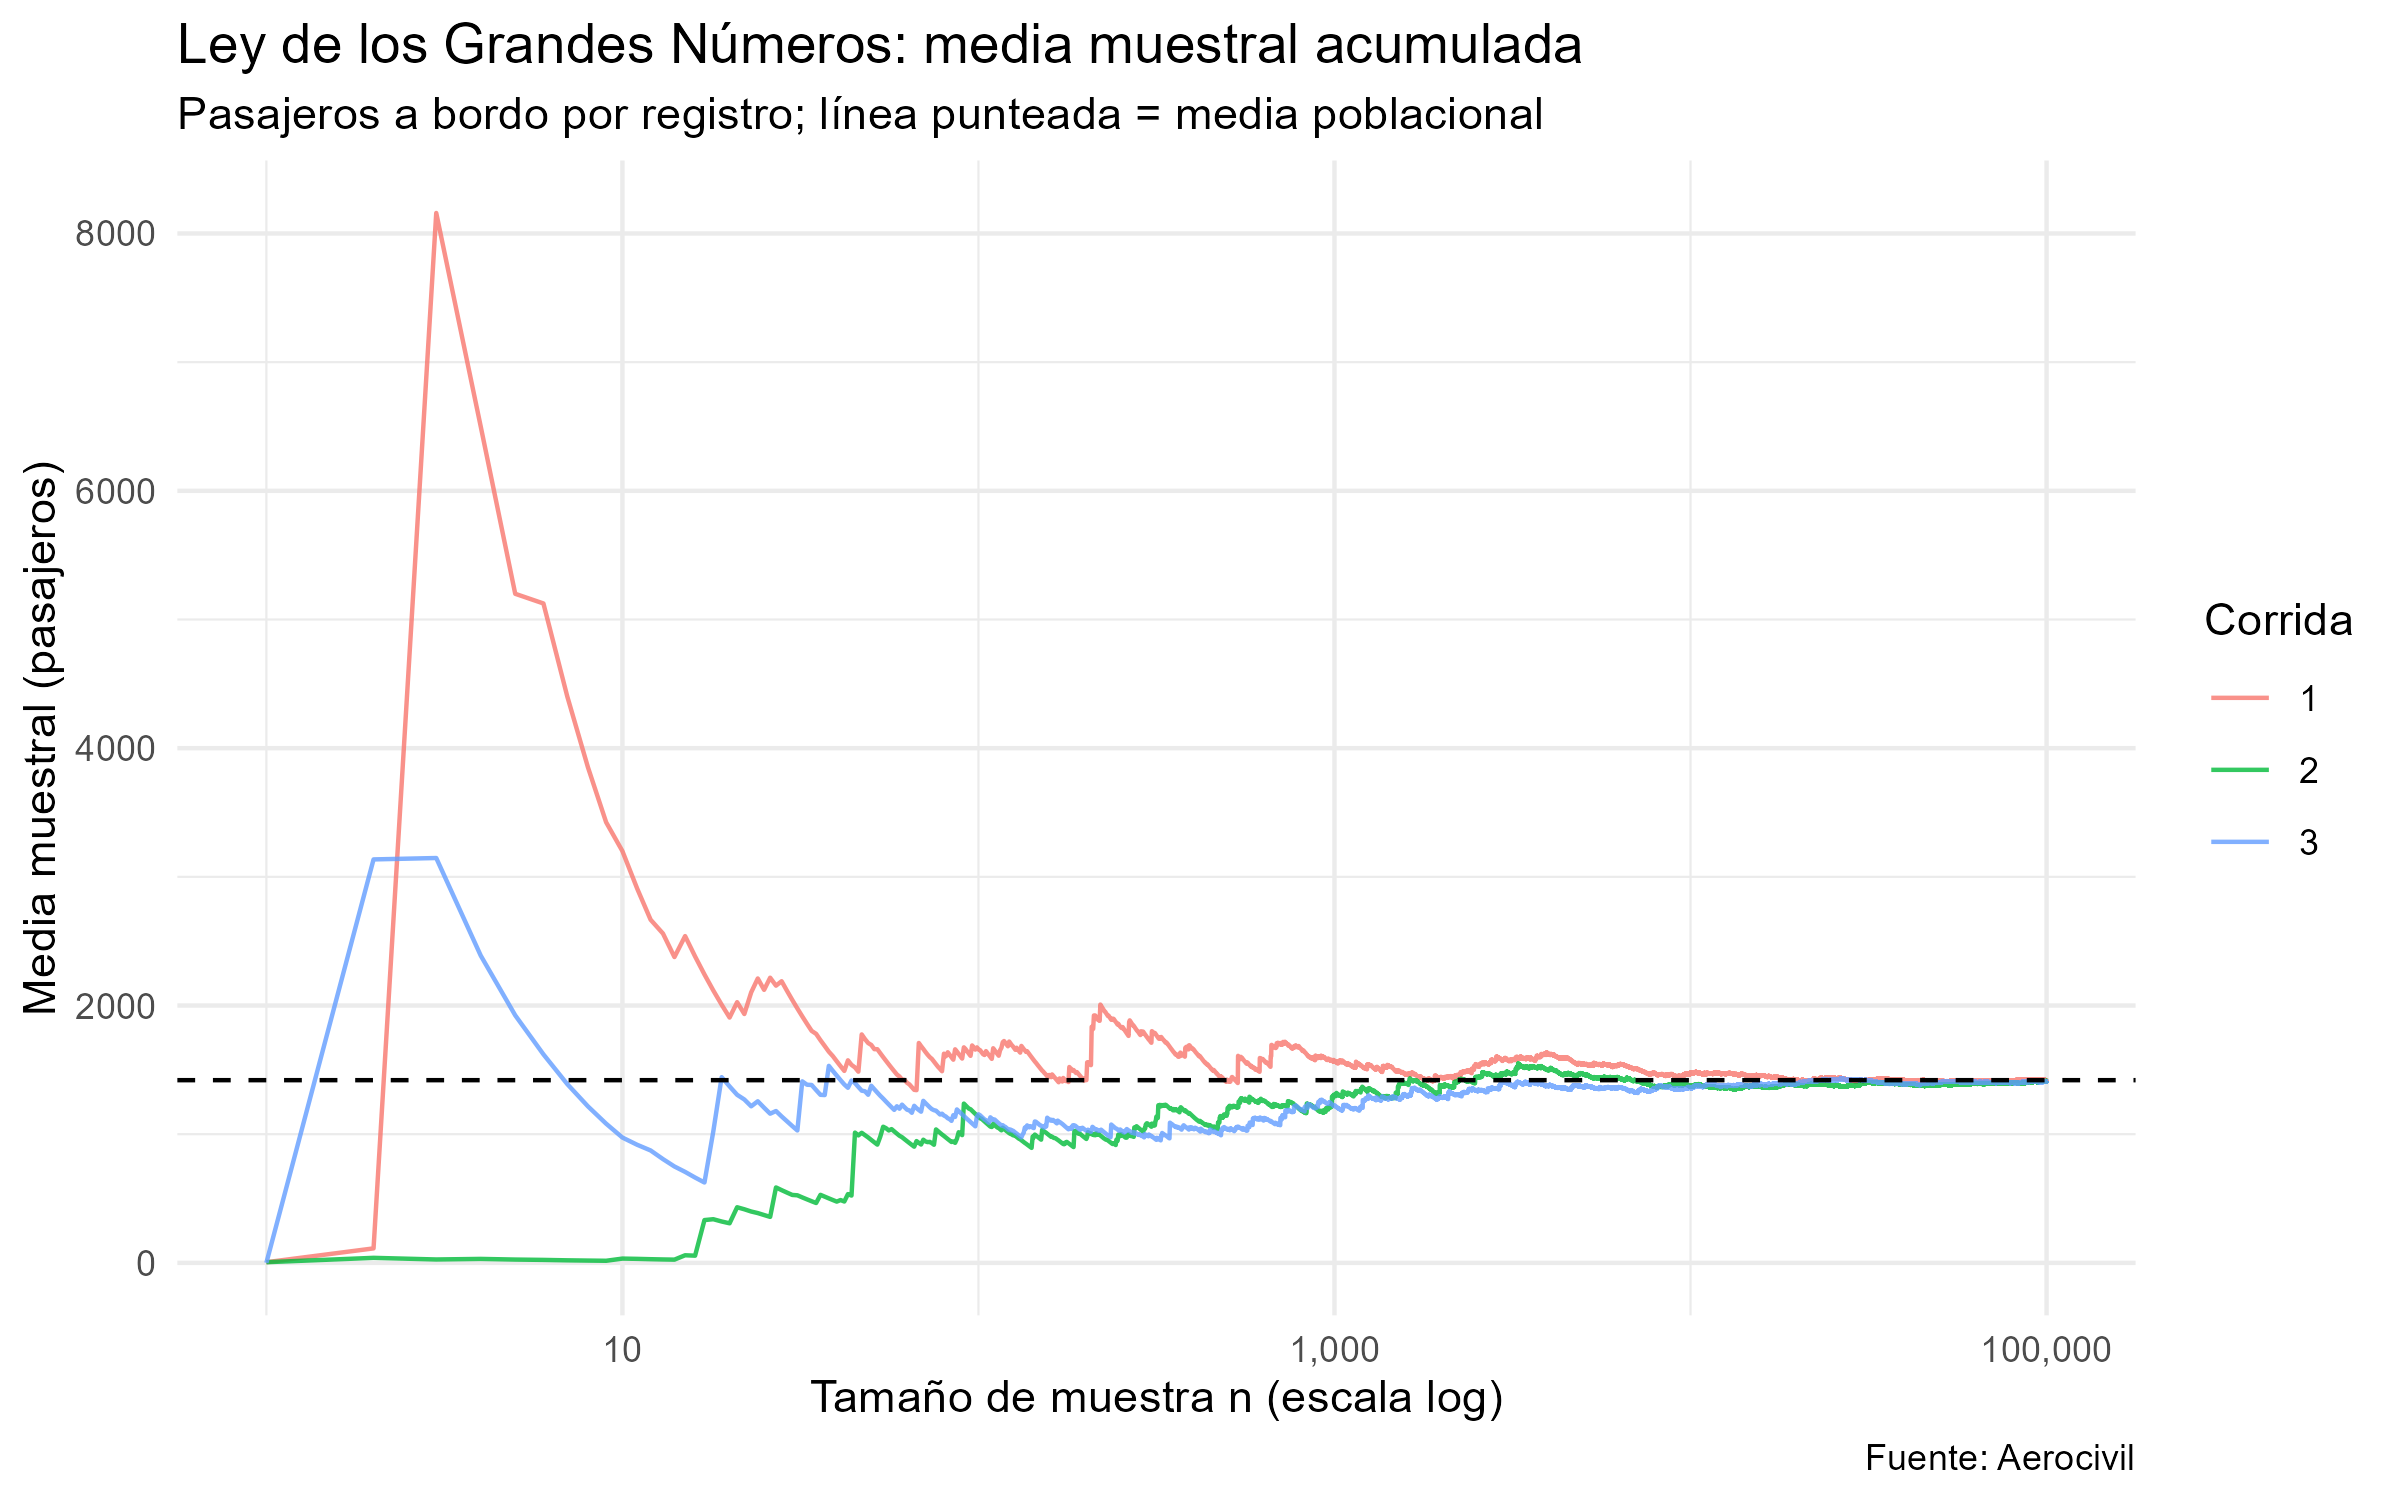 Ley de los Grandes Números: media muestral acumulada
Pasajeros a bordo por registro; línea punteada = media poblacional
Media muestral (pasajeros)
8000
6000
4000
2000
0
10
1,000
100,000
Tamaño de muestra n (escala log)
Corrida
1
2
3
Fuente: Aerocivil